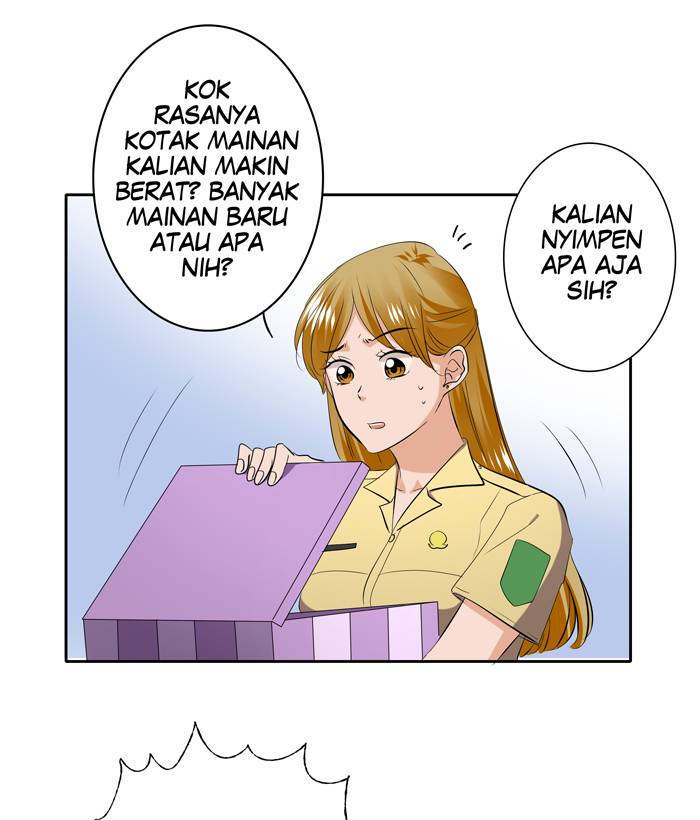 KOK
RASANYA
KOTAK MAINAN
KALIAN MAKIN
BERAT? BANYAK
MAINAN BARU
ATAU APA
NIH?
KALIAN
NYIMPEN
APA AJA
SIH?